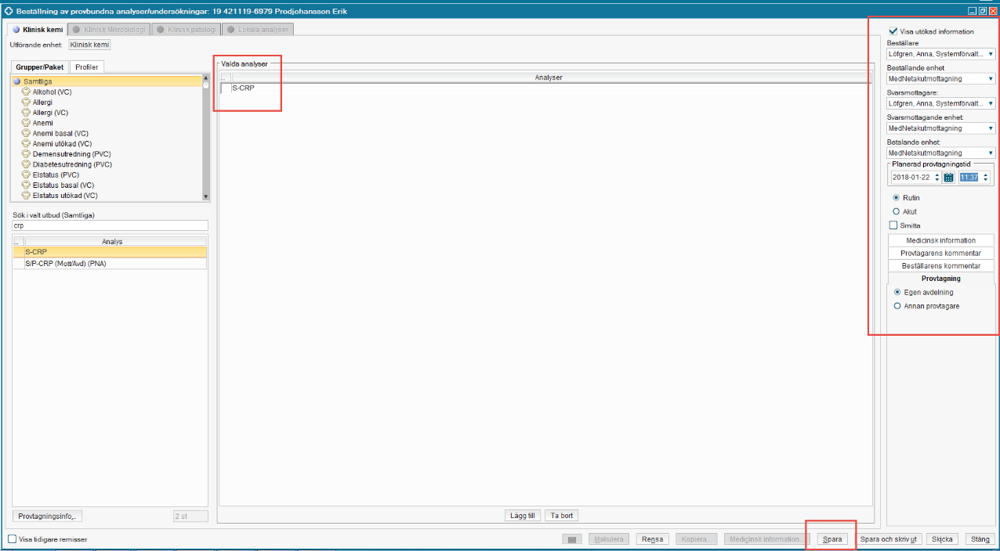 Beställning av provbundna analyser/undersökningar: 19 421119-6979 Prodjohansson Erik
Klinisk kemi
Klinisk Mikrobiologi
Klinisk patologi
Lokala analyser
Utförande enhet: Klinisk kemi
Grupper/Paket
Profiler
Samtliga
Alkohol (VC)
Allergi
Allergi (VC)
Anemi
Anemi basal (VC)
Anemi utökad (VC)
Demensutredning (PVC)
Diabetesutredning (PVC)
Elstatus (PVC)
Elstatus basal (VC)
Elstatus utökad (VC)
Sök i valt utbud (Samtliga)
crp
... Analys
S-CRP
S/P-CRP (Mott/Avd) (PNA)
Provtagningsinfo,..
2 st
Valda analyser
... Analyser
S-CRP
Lägg till
Ta bort
Visa utökad information
Beställare
Löfgren, Anna, Systemförvalt...
Beställande enhet
MedNetakutmottagning
Svarsmottagare:
Löfgren, Anna, Systemförvalt...
Svarsmottagande enhet:
MedNetakutmottagning
Betalande enhet:
MedNetakutmottagning
Planerad provtagningstid
2018-01-22 11:37
Rutin
Akut
Smitta
Medicinsk information
Provtagarens kommentar
Beställarens kommentar
Provtagning
Egen avdelning
Annan provtagare
Visa tidigare remisser
Makulera
Rensa
Kopiera...
Medicinsk information...
Spara
Spara och skriv ut
Skicka
Stäng